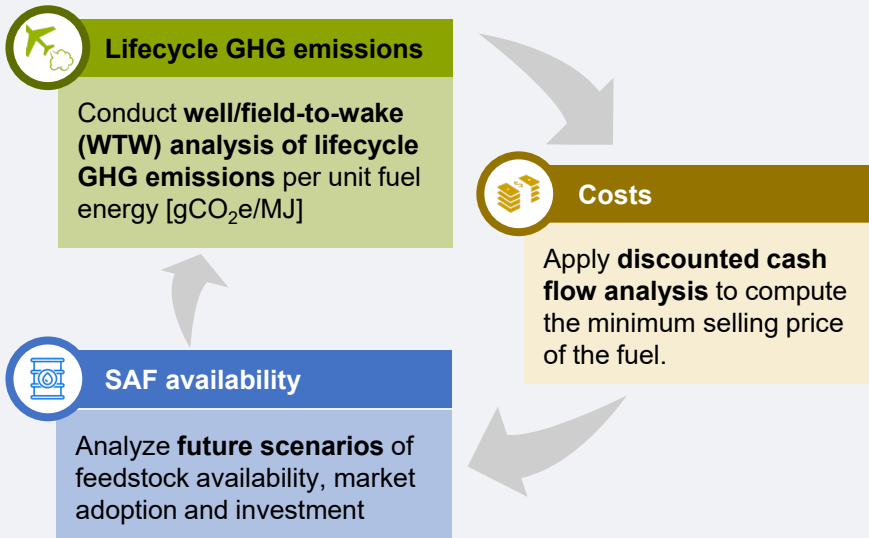 Lifecycle GHG emissions
Conduct well/field-to-wake
(WTW) analysis of lifecycle
GHG emissions per unit fuel
energy [gCO₂e/MJ]
Costs
Apply discounted cash
flow analysis to compute
the minimum selling price
of the fuel.
SAF availability
Analyze future scenarios of
feedstock availability, market
adoption and investment